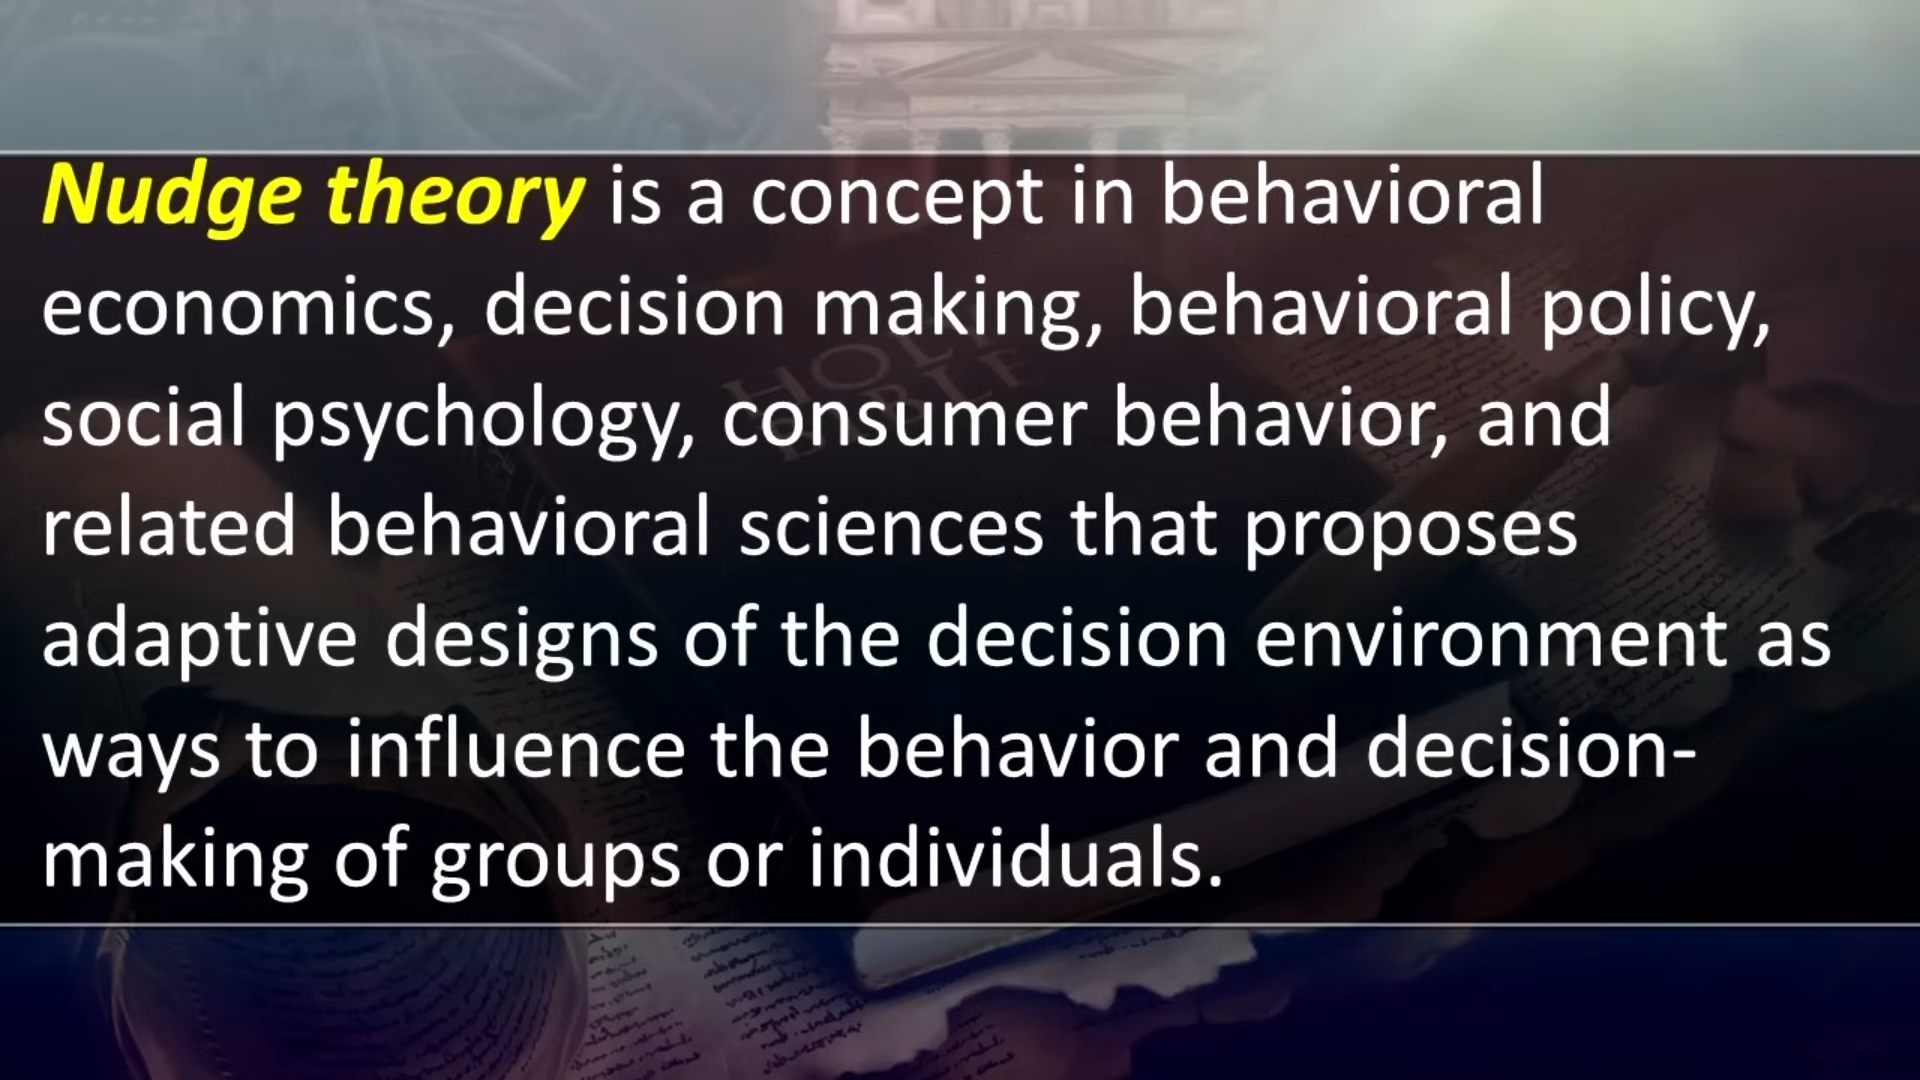 Nudge theory is a concept in behavioral
economics, decision making, behavioral policy,
social psychology, consumer behavior, and
related behavioral sciences that proposes
adaptive designs of the decision environment as
ways to influence the behavior and decision-
making of groups or individuals.
HOLY
BIBLE